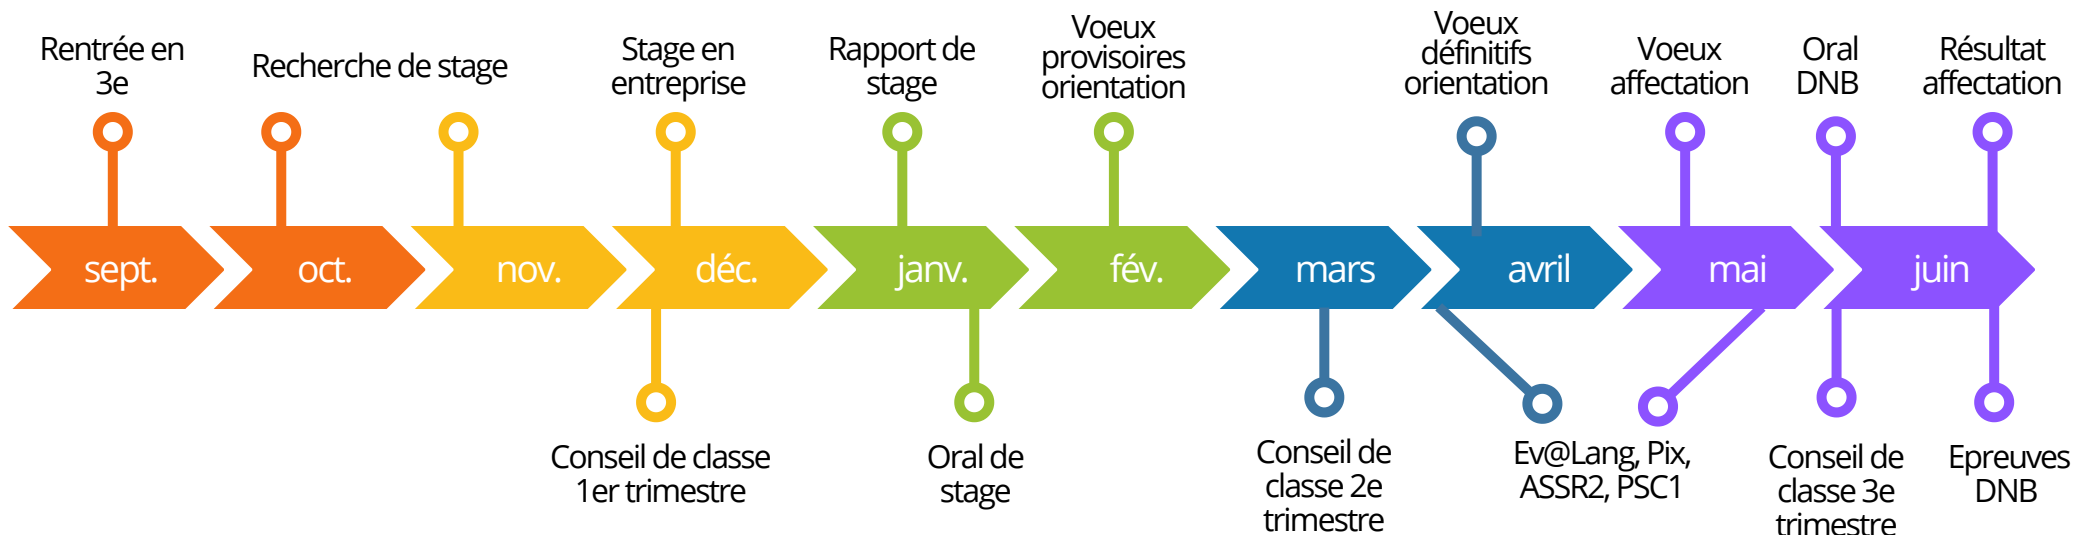 Rentrée en
3e
Recherche de stage
Stage en
entreprise
Rapport de
stage
Voeux
provisoires
orientation
Voeux
définitifs
orientation
Voeux
affectation
Oral
DNB
Résultat
affectation
sept.
oct.
nov.
déc.
janv.
fév.
mars
avril
mai
juin
Conseil de classe
1er trimestre
Oral de
stage
Conseil de
classe 2e
trimestre
Ev@Lang, Pix,
ASSR2, PSC1
Conseil de
classe 3e
trimestre
Epreuves
DNB